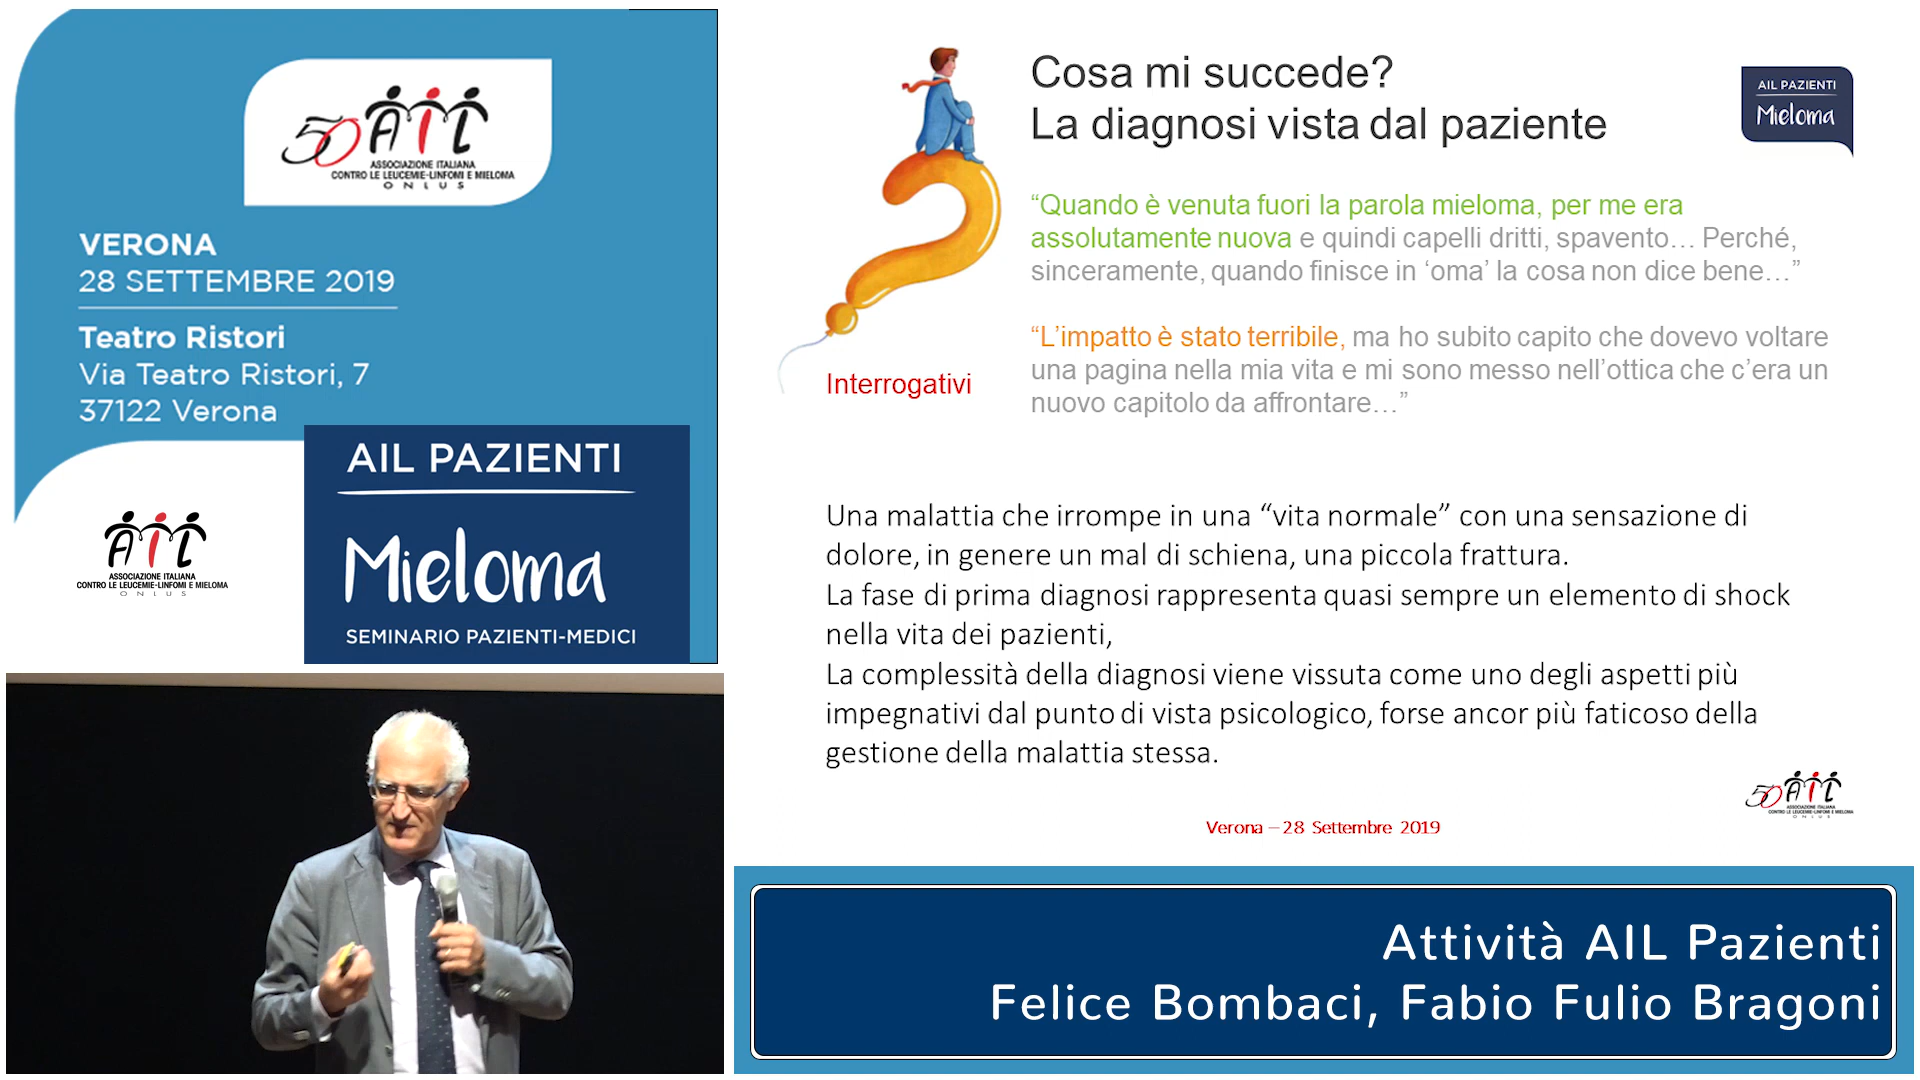 50 AIL
ASSOCIAZIONE ITALIANA
CONTRO LE LEUCEMIE-LINFOMI E MIELOMA
ONLUS
VERONA
28 SETTEMBRE 2019
Teatro Ristori
Via Teatro Ristori, 7
37122 Verona
AIL PAZIENTI
Mieloma
SEMINARIO PAZIENTI-MEDICI
AIL
ASSOCIAZIONE ITALIANA
CONTRO LE LEUCEMIE-LINFOMI E MIELOMA
ONLUS
Cosa mi succede?
La diagnosi vista dal paziente
AIL PAZIENTI
Mieloma
“Quando è venuta fuori la parola mieloma, per me era
assolutamente nuova e quindi capelli dritti, spavento… Perché,
sinceramente, quando finisce in ‘oma’ la cosa non dice bene…”
“L’impatto è stato terribile, ma ho subito capito che dovevo voltare
una pagina nella mia vita e mi sono messo nell’ottica che c’era un
nuovo capitolo da affrontare…”
Interrogativi
Una malattia che irrompe in una “vita normale” con una sensazione di
dolore, in genere un mal di schiena, una piccola frattura.
La fase di prima diagnosi rappresenta quasi sempre un elemento di shock
nella vita dei pazienti,
La complessità della diagnosi viene vissuta come uno degli aspetti più
impegnativi dal punto di vista psicologico, forse ancor più faticoso della
gestione della malattia stessa.
50 AIL
ASSOCIAZIONE ITALIANA
CONTRO LE LEUCEMIE-LINFOMI E MIELOMA
ONLUS
Verona – 28 Settembre 2019
Attività AIL Pazienti
Felice Bombaci, Fabio Fulio Bragoni